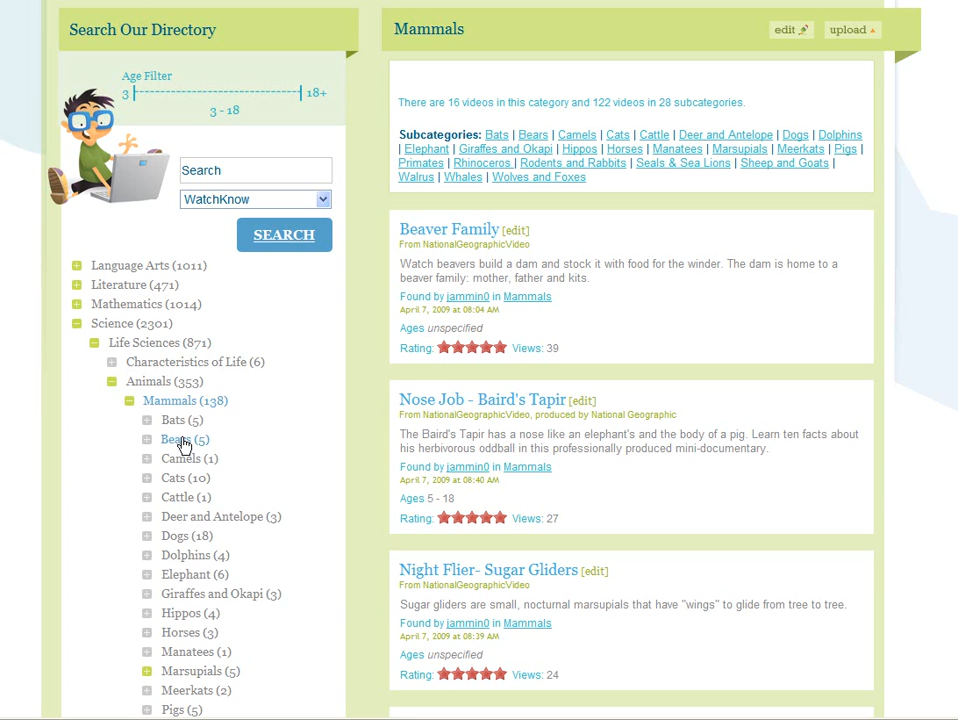 Search Our Directory
Age Filter
3
18+
3 - 18
Search
WatchKnow
SEARCH
Language Arts (1011)
Literature (471)
Mathematics (1014)
Science (2301)
Life Sciences (871)
Characteristics of Life (6)
Animals (353)
Mammals (138)
Bats (5)
Bears (5)
Camels (1)
Cats (10)
Cattle (1)
Deer and Antelope (3)
Dogs (18)
Dolphins (4)
Elephant (6)
Giraffes and Okapi (3)
Hippos (4)
Horses (3)
Manatees (1)
Marsupials (5)
Meerkats (2)
Pigs (5)
Mammals
edit
upload
There are 16 videos in this category and 122 videos in 28 subcategories.
Subcategories: Bats | Bears | Camels | Cats | Cattle | Deer and Antelope | Dogs | Dolphins
| Elephant | Giraffes and Okapi | Hippos | Horses | Manatees | Marsupials | Meerkats | Pigs |
Primates | Rhinoceros | Rodents and Rabbits | Seals & Sea Lions | Sheep and Goats |
Walrus | Whales | Wolves and Foxes
Beaver Family [edit]
From NationalGeographicVideo
Watch beavers build a dam and stock it with food for the winder. The dam is home to a
beaver family: mother, father and kits.
Found by jammin0 in Mammals
April 7, 2009 at 08:04 AM
Ages unspecified
Rating: Views: 39
Nose Job - Baird's Tapir [edit]
From NationalGeographicVideo, produced by National Geographic
The Baird's Tapir has a nose like an elephant's and the body of a pig. Learn ten facts about
his herbivorous oddball in this professionally produced mini-documentary.
Found by jammin0 in Mammals
April 7, 2009 at 08:40 AM
Ages 5 - 18
Rating: Views: 27
Night Flier- Sugar Gliders [edit]
From NationalGeographicVideo
Sugar gliders are small, nocturnal marsupials that have "wings" to glide from tree to tree.
Found by jammin0 in Mammals
April 7, 2009 at 08:39 AM
Ages unspecified
Rating: Views: 24